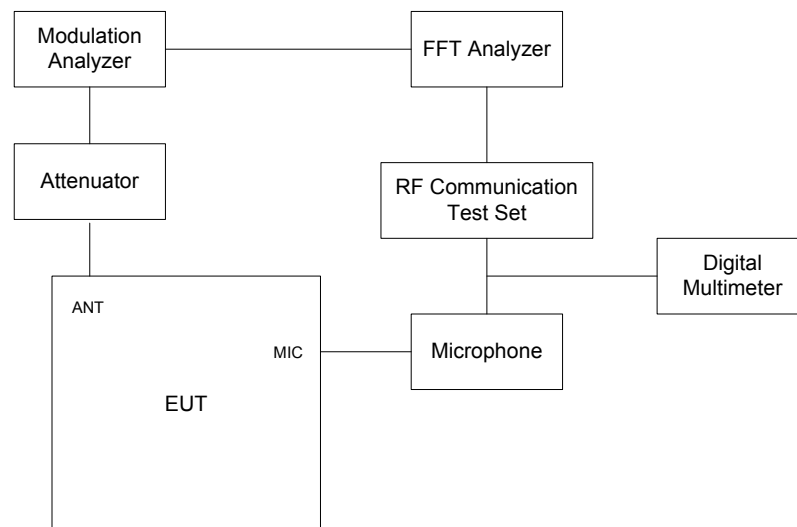 Modulation
Analyzer
FFT Analyzer
Attenuator
RF Communication
Test Set
Digital
Multimeter
ANT
MIC
Microphone
EUT